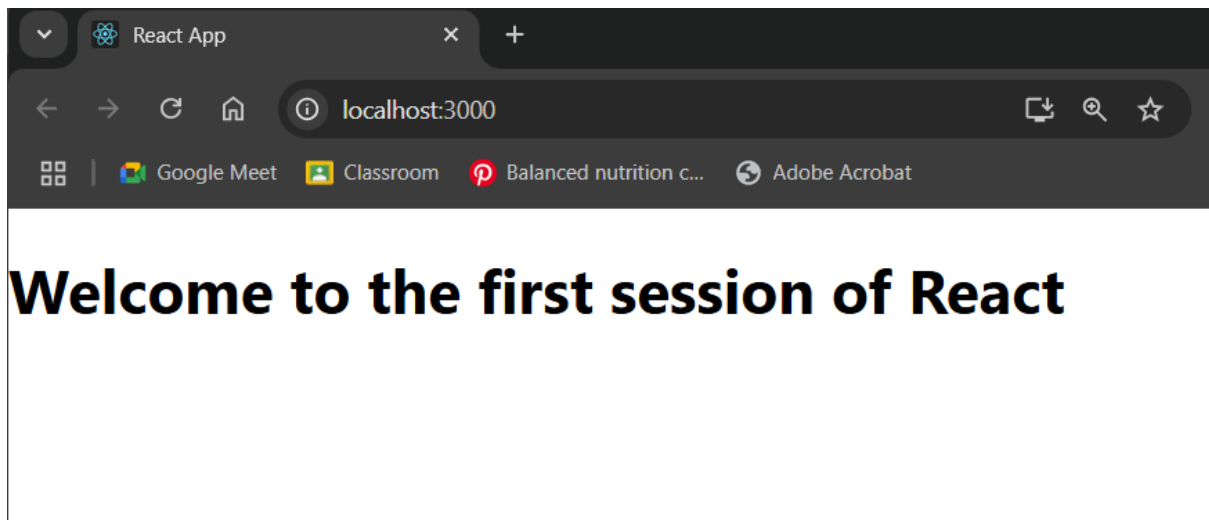 React App
localhost:3000
Google Meet Classroom Balanced nutrition c... Adobe Acrobat
Welcome to the first session of React